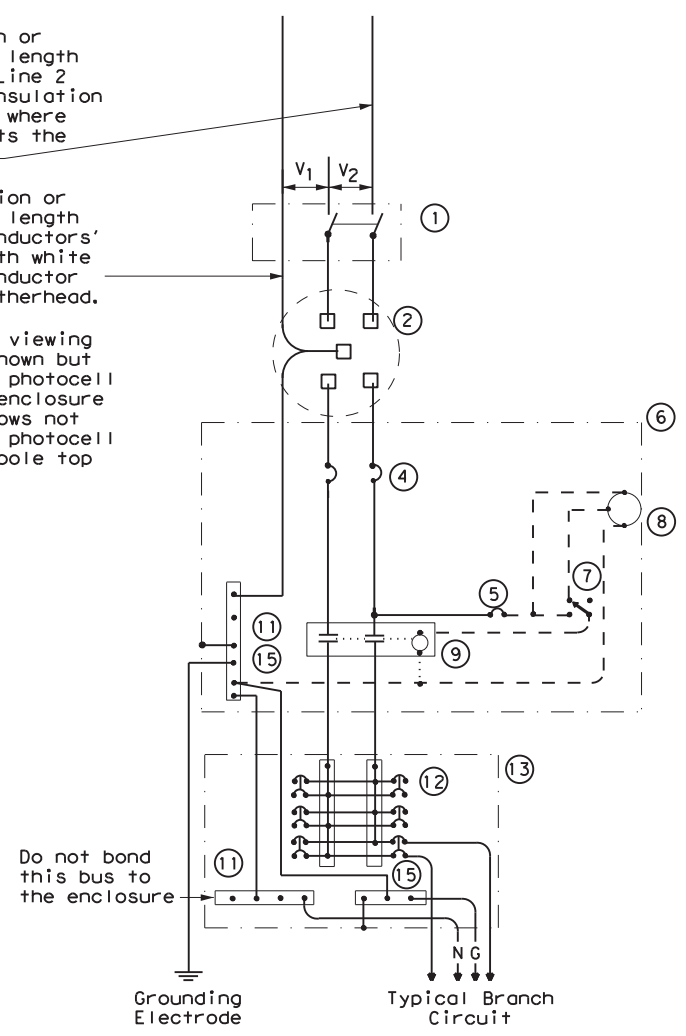 n or
length
Line 2
nsulation
where
ts the
ion or
length
nductors'
th white
nductor
therhead.
viewing
hown but
photocell
enclosure
ows not
photocell
pole top
V1
V2
1
2
6
4
8
5
7
11
15
9
13
12
Do not bond
this bus to
the enclosure
11
15
N G
Grounding
Electrode
Typical Branch
Circuit